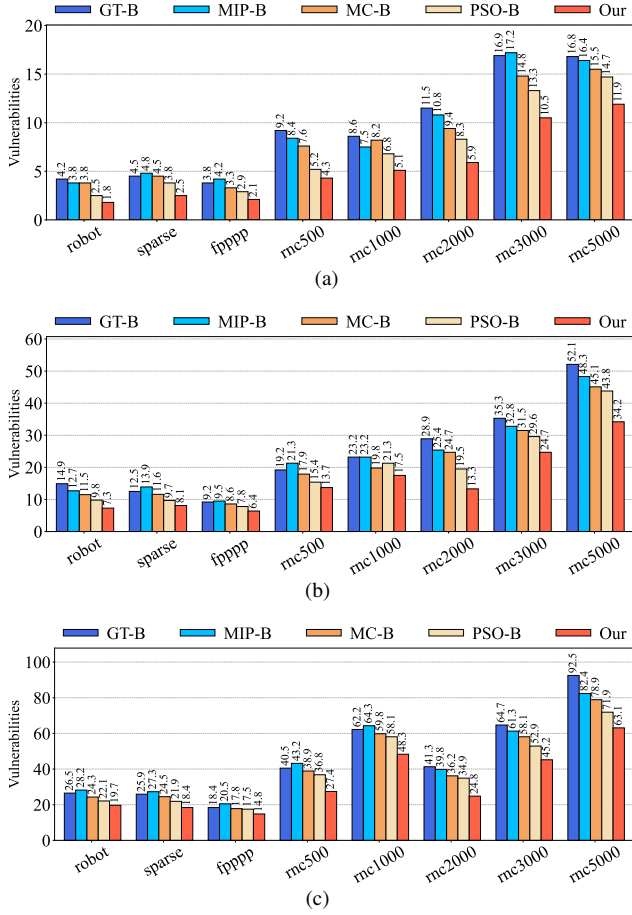 GT-B MIP-B MC-B PSO-B Our
Vulnerabilities
20
15
10
5
0
4.2 3.8 3.8 2.5 1.8 4.5 4.8 4.5 3.8 2.5 3.8 4.2 3.3 2.9 2.1 9.2 8.4 7.6 5.2 4.3 8.6 7.5 8.2 6.8 5.1 11.5 10.8 9.4 8.3 5.9 16.9 17.2 14.8 13.3 10.5 16.8 16.4 15.5 14.7 11.9
robot sparse fpppp rnc500 rnc1000 rnc2000 rnc3000 rnc5000
(a)
GT-B MIP-B MC-B PSO-B Our
Vulnerabilities
60
50
40
30
20
10
0
14.9 12.7 11.5 9.8 7.3 12.5 13.9 11.6 9.7 8.1 9.2 9.5 8.6 7.8 6.4 19.2 21.3 17.9 15.4 13.7 23.2 23.2 19.8 21.3 17.5 28.9 25.4 24.7 19.5 13.3 35.3 32.8 31.5 29.6 24.7 52.1 48.3 45.1 43.8 34.2
robot sparse fpppp rnc500 rnc1000 rnc2000 rnc3000 rnc5000
(b)
GT-B MIP-B MC-B PSO-B Our
Vulnerabilities
100
80
60
40
20
0
26.5 28.2 24.3 22.1 19.7 25.9 27.3 24.5 21.9 18.4 18.4 20.5 17.8 17.5 14.8 40.5 43.2 38.9 36.8 27.4 62.2 64.3 59.8 58.1 48.3 41.3 39.8 36.2 34.9 24.8 64.7 61.3 58.1 52.9 45.2 92.5 82.4 78.9 71.9 63.1
robot sparse fpppp rnc500 rnc1000 rnc2000 rnc3000 rnc5000
(c)